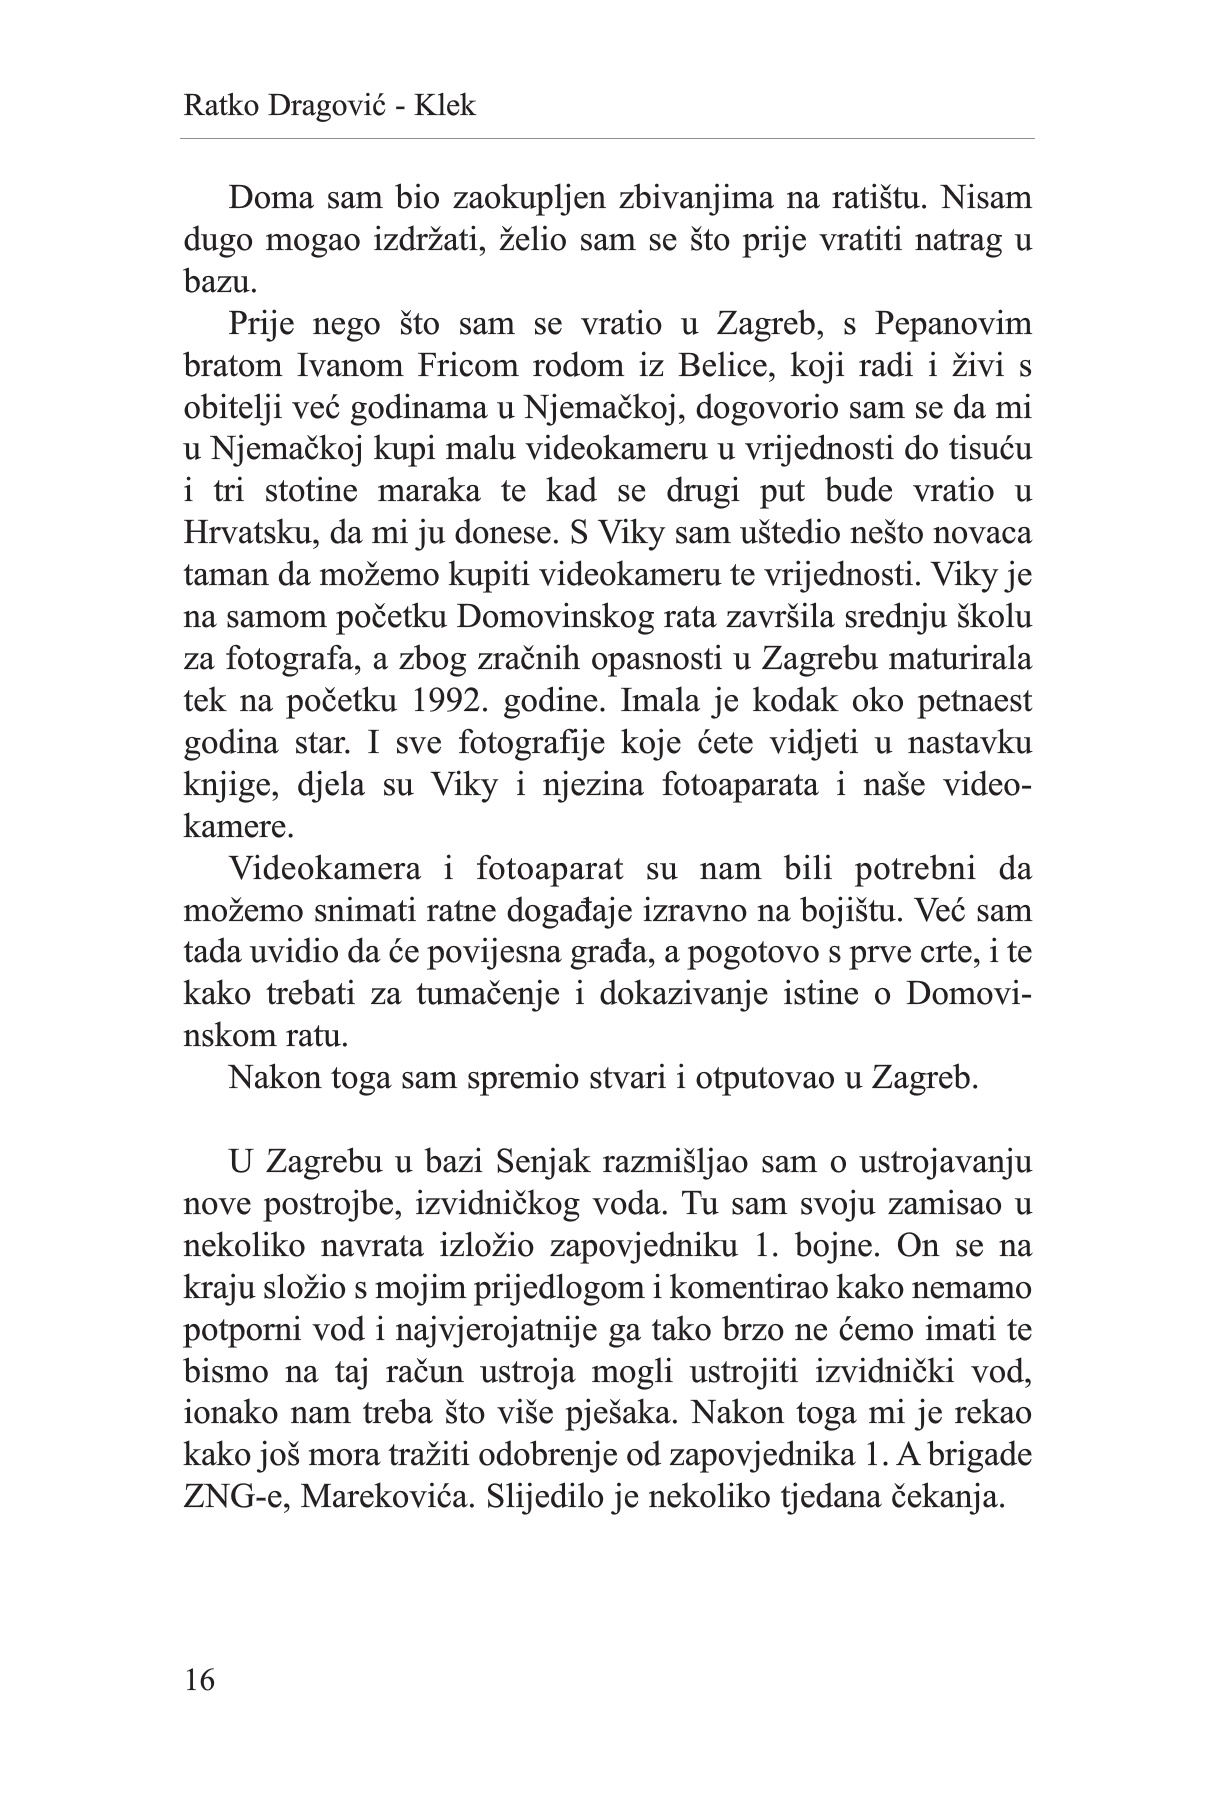 Ratko Dragović - Klek
Doma sam bio zaokupljen zbivanjima na ratištu. Nisam
dugo mogao izdržati, želio sam se što prije vratiti natrag u
bazu.
Prije nego što sam se vratio u Zagreb, s Pepanovim
bratom Ivanom Fricom rodom iz Belice, koji radi i živi s
obitelji već godinama u Njemačkoj, dogovorio sam se da mi
u Njemačkoj kupi malu videokameru u vrijednosti do tisuću
i tri stotine maraka te kad se drugi put bude vratio u
Hrvatsku, da mi ju donese. S Viky sam uštedio nešto novaca
taman da možemo kupiti videokameru te vrijednosti. Viky je
na samom početku Domovinskog rata završila srednju školu
za fotografa, a zbog zračnih opasnosti u Zagrebu maturirala
tek na početku 1992. godine. Imala je kodak oko petnaest
godina star. I sve fotografije koje ćete vidjeti u nastavku
knjige, djela su Viky i njezina fotoaparata i naše video-
kamere.
Videokamera i fotoaparat su nam bili potrebni da
možemo snimati ratne događaje izravno na bojištu. Već sam
tada uvidio da će povijesna građa, a pogotovo s prve crte, i te
kako trebati za tumačenje i dokazivanje istine o Domovi-
nskom ratu.
Nakon toga sam spremio stvari i otputovao u Zagreb.
U Zagrebu u bazi Senjak razmišljao sam o ustrojavanju
nove postrojbe, izvidničkog voda. Tu sam svoju zamisao u
nekoliko navrata izložio zapovjedniku 1. bojne. On se na
kraju složio s mojim prijedlogom i komentirao kako nemamo
potporni vod i najvjerojatnije ga tako brzo ne ćemo imati te
bismo na taj račun ustroja mogli ustrojiti izvidnički vod,
ionako nam treba što više pješaka. Nakon toga mi je rekao
kako još mora tražiti odobrenje od zapovjednika 1. A brigade
ZNG-e, Marekovića. Slijedilo je nekoliko tjedana čekanja.
16